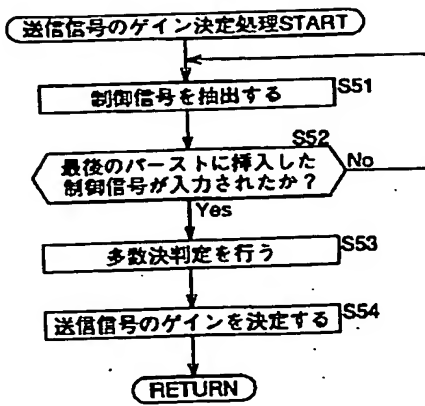 送信信号のゲイン決定処理START
制御信号を抽出する
S51
S52
最後のバーストに挿入した
制御信号が入力されたか？
No
Yes
S53
多数決判定を行う
S54
送信信号のゲインを決定する
RETURN